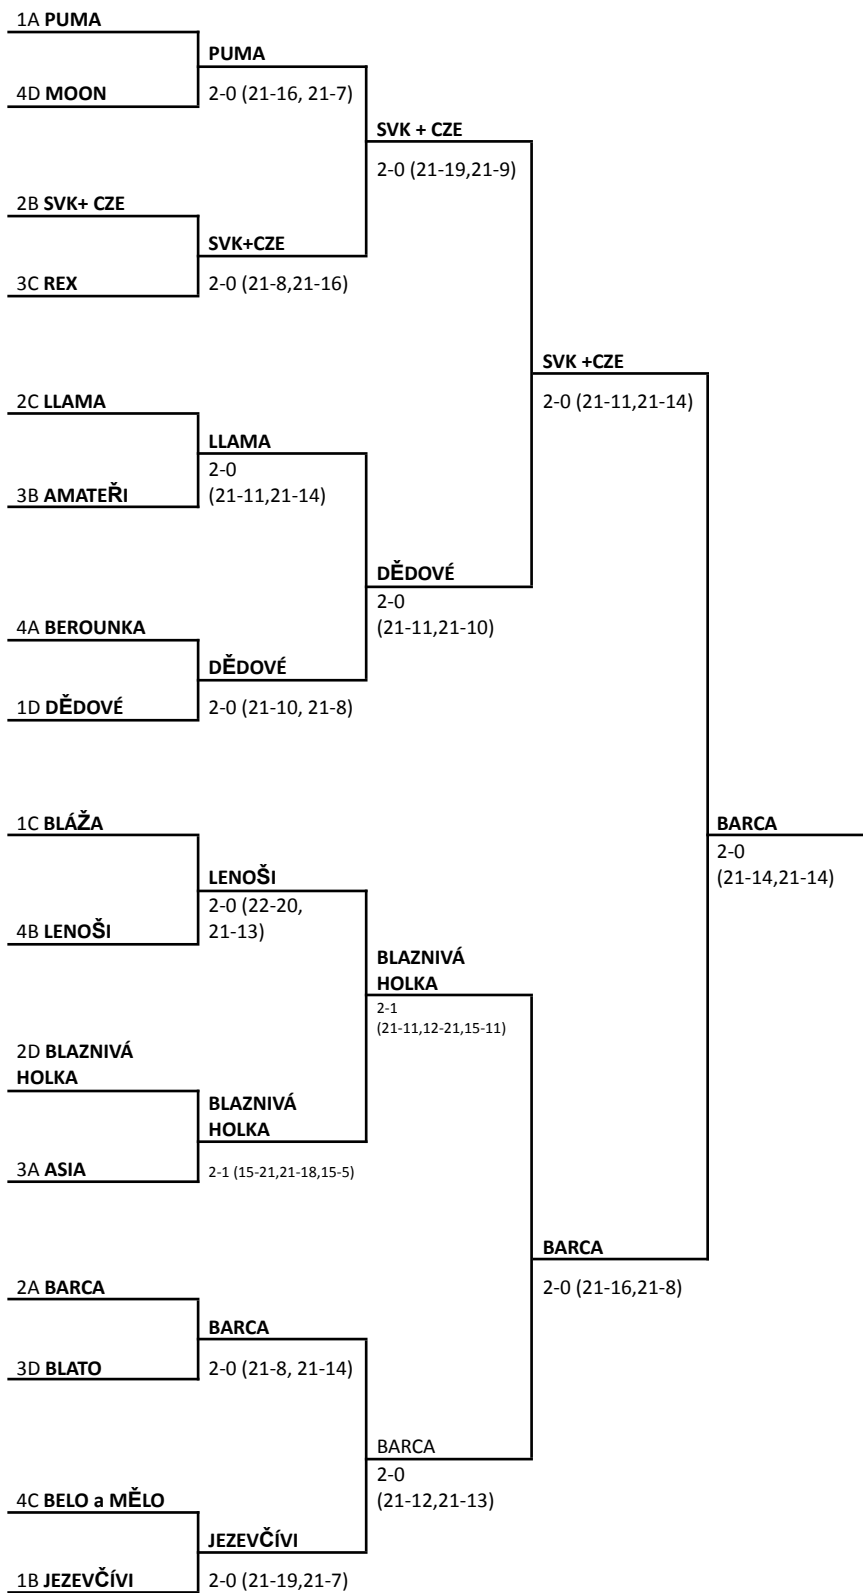 1A PUMA
PUMA
4D MOON
2-0 (21-16, 21-7)
SVK + CZE
2-0 (21-19,21-9)
2B SVK+ CZE
SVK+CZE
3C REX
2-0 (21-8,21-16)
SVK +CZE
2C LLAMA
2-0 (21-11,21-14)
LLAMA
2-0
3B AMATEŘI
(21-11,21-14)
DĚDOVÉ
2-0
4A BEROUNKA
(21-11,21-10)
DĚDOVÉ
1D DĚDOVÉ
2-0 (21-10, 21-8)
1C BLÁŽA
BARCA
2-0
(21-14,21-14)
LENOŠI
2-0 (22-20,
4B LENOŠI
21-13)
BLAZNIVÁ
HOLKA
2-1
(21-11,12-21,15-11)
2D BLAZNIVÁ
HOLKA
BLAZNIVÁ
HOLKA
3A ASIA
2-1 (15-21,21-18,15-5)
BARCA
2A BARCA
2-0 (21-16,21-8)
BARCA
3D BLATO
2-0 (21-8, 21-14)
BARCA
2-0
4C BELO a MĚLO
(21-12,21-13)
JEZEVČÍVI
1B JEZEVČÍVI
2-0 (21-19,21-7)